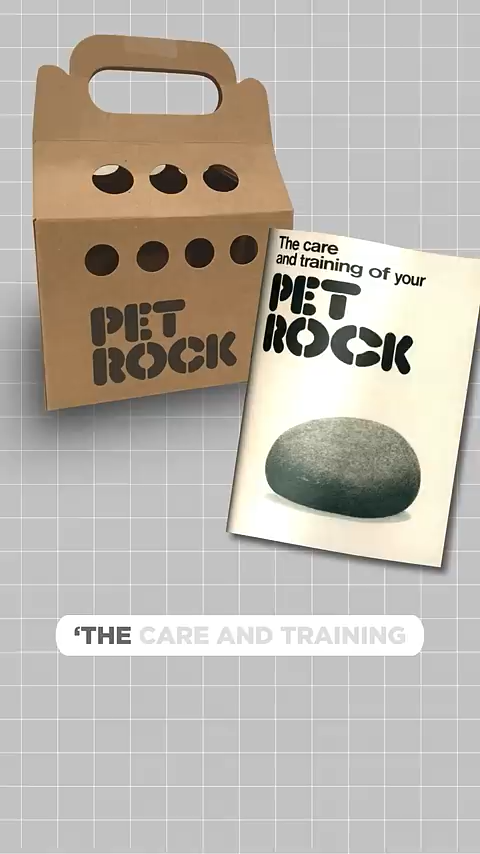 PET
ROCK
The care
and training of your
PET
ROCK
‘THE CARE AND TRAINING